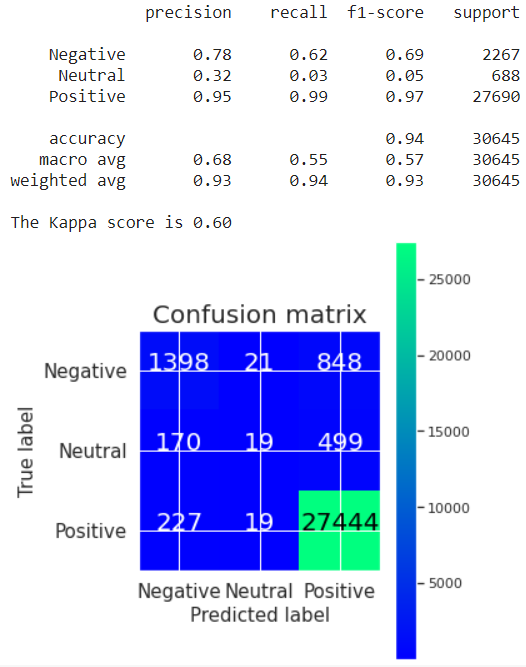 precision recall f1-score support
Negative 0.78 0.62 0.69 2267
Neutral 0.32 0.03 0.05 688
Positive 0.95 0.99 0.97 27690
accuracy 0.94 30645
macro avg 0.68 0.55 0.57 30645
weighted avg 0.93 0.94 0.93 30645
The Kappa score is 0.60
Confusion matrix
True label
Negative 1398 21 848
Neutral 170 19 499
Positive 227 19 27444
Negative Neutral Positive
Predicted label
25000
20000
15000
10000
5000